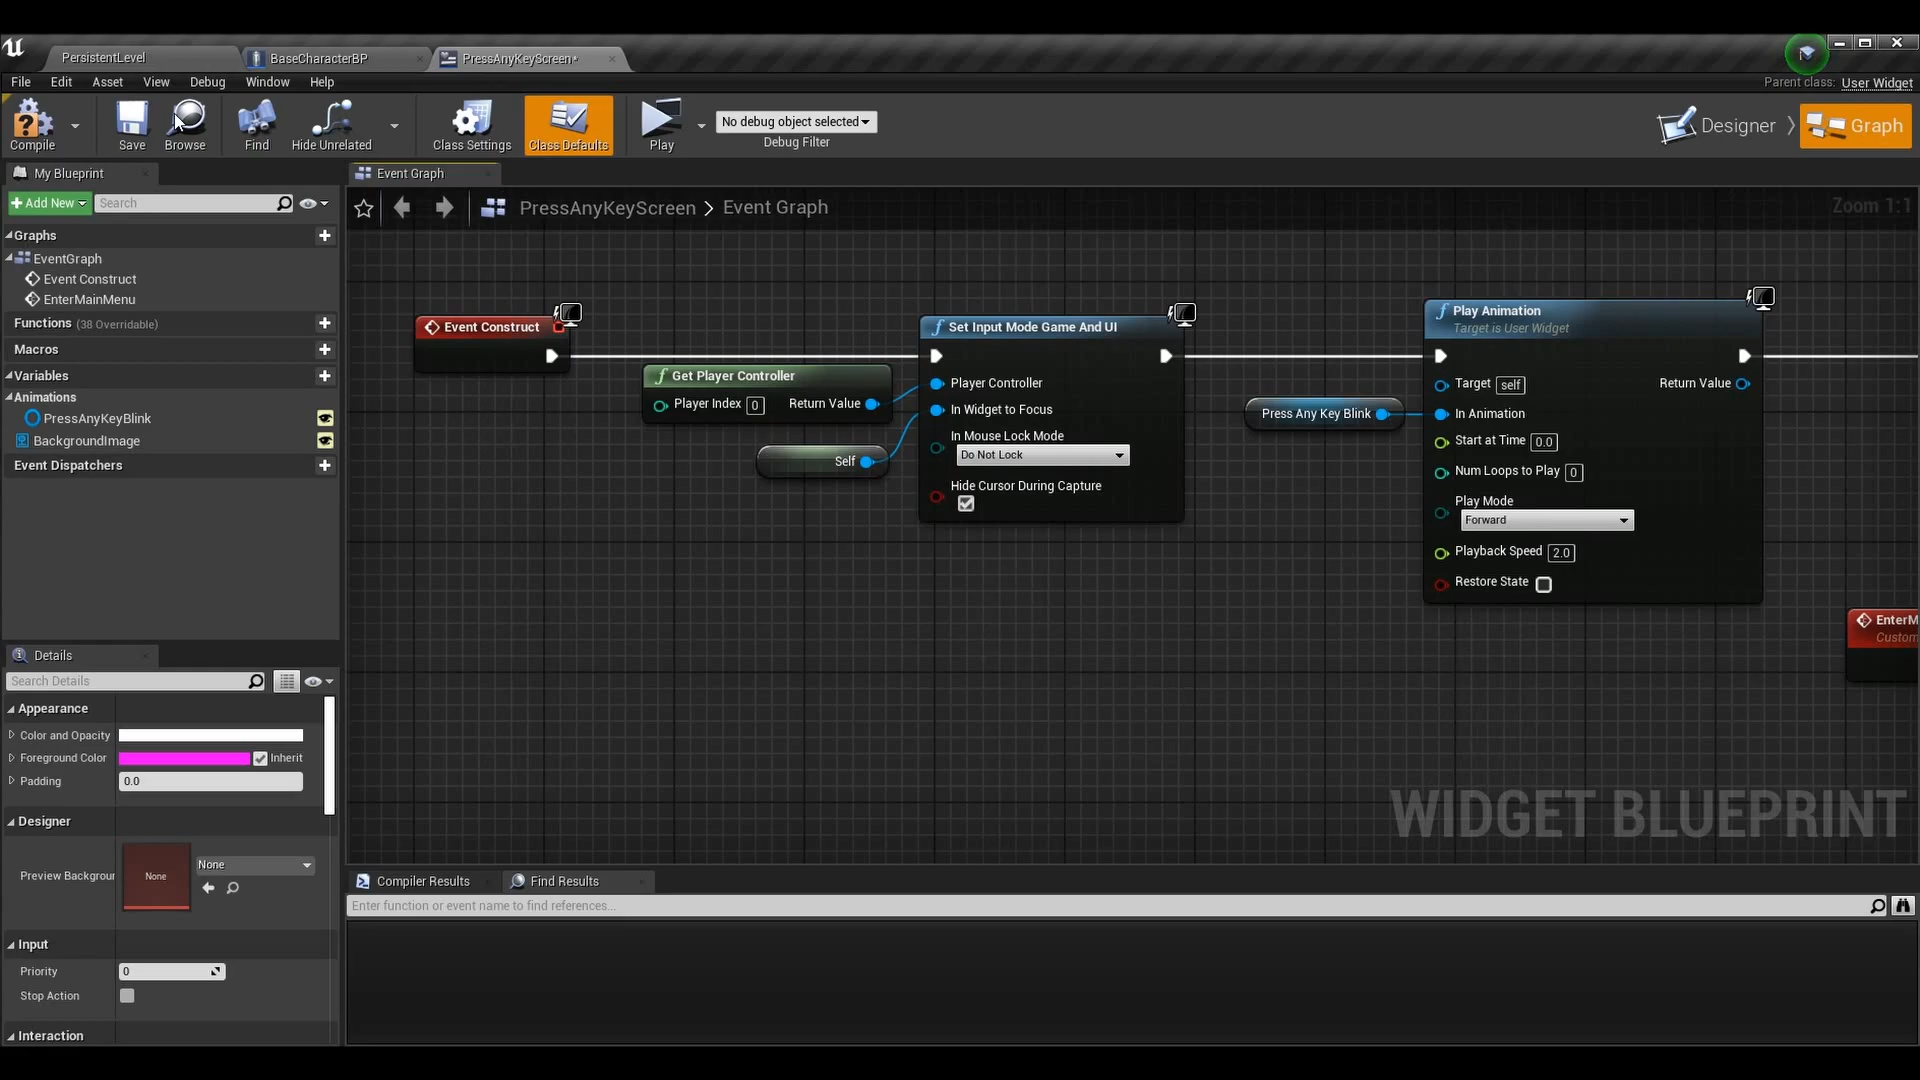 PersistentLevel
BaseCharacterBP
PressAnyKeyScreen*
File Edit Asset View Debug Window Help
Parent class: User Widget
Compile
Save
Browse
Find
Hide Unrelated
Class Settings
Class Defaults
Play
No debug object selected
Debug Filter
Designer
Graph
My Blueprint
Event Graph
+ Add New
Search
PressAnyKeyScreen > Event Graph
Zoom 1:1
Graphs
EventGraph
Event Construct
EnterMainMenu
Functions (38 Overridable)
Macros
Variables
Animations
PressAnyKeyBlink
BackgroundImage
Event Dispatchers
Event Construct
Get Player Controller
Player Index 0
Return Value
Self
Set Input Mode Game And UI
Player Controller
In Widget to Focus
In Mouse Lock Mode
Do Not Lock
Hide Cursor During Capture
Press Any Key Blink
Play Animation
Target is User Widget
Target self
Return Value
In Animation
Start at Time 0.0
Num Loops to Play 0
Play Mode
Forward
Playback Speed 2.0
Restore State
EnterM
Custom
WIDGET BLUEPRINT
Details
Search Details
Appearance
Color and Opacity
Foreground Color
Inherit
Padding
0.0
Designer
Preview Backgrour
None
None
Input
Priority
0
Stop Action
Interaction
Compiler Results
Find Results
Enter function or event name to find references...